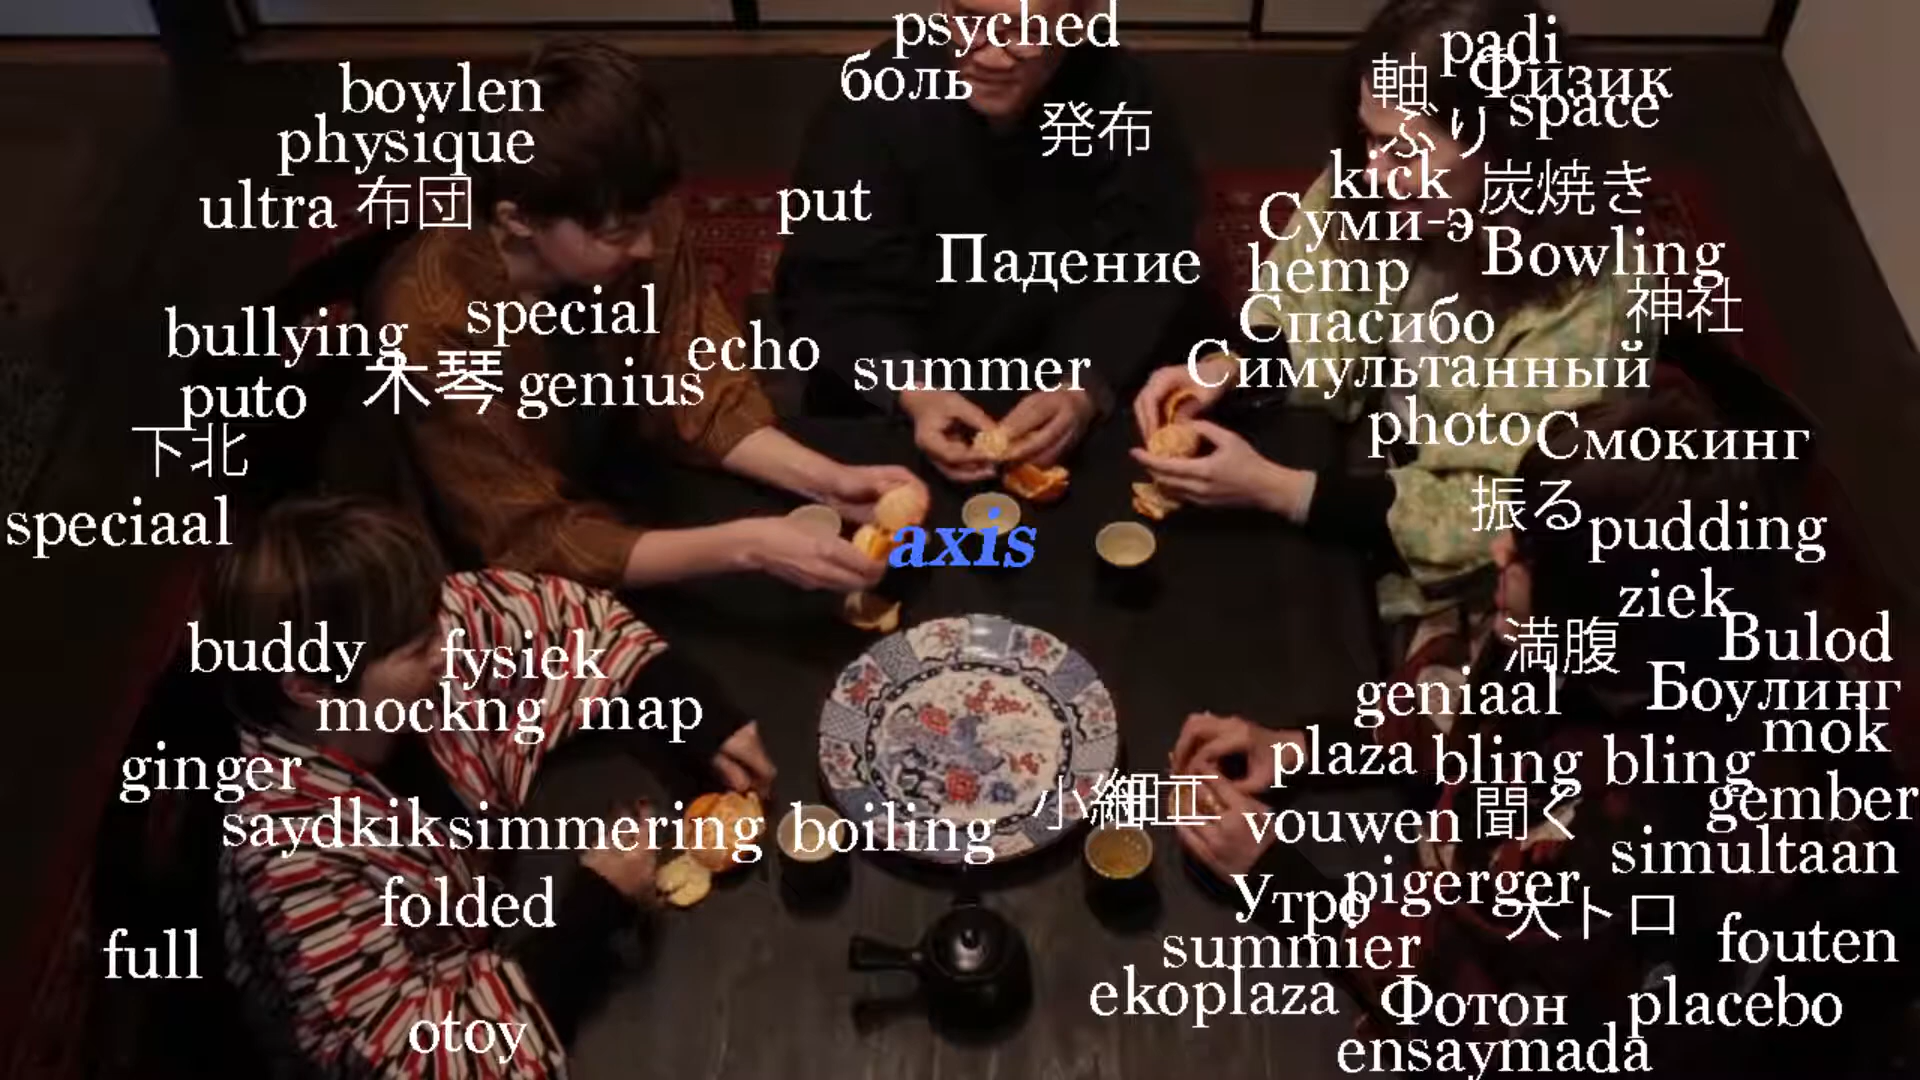 psyched
padi
боль
軸
Физик
bowlen
発布
ぶり
space
physique
kick
炭焼き
ultra
布団
put
Суми-э
Падение
hemp
Bowling
bullying
special
echo
Спасибо
神社
puto
木琴
genius
summer
Симультанный
下北
photo
Смокинг
speciaal
axis
振る
pudding
ziek
buddy
fysiek
満腹
Bulod
mockng
map
geniaal
Боулинг
ginger
plaza
bling bling
mok
saydkik
simmering
boiling
vouwen
聞く
gember
simultaan
folded
Утро
pigerger
大トロ
full
summier
fouten
otoy
ekoplaza
Фотон
placebo
ensaymada